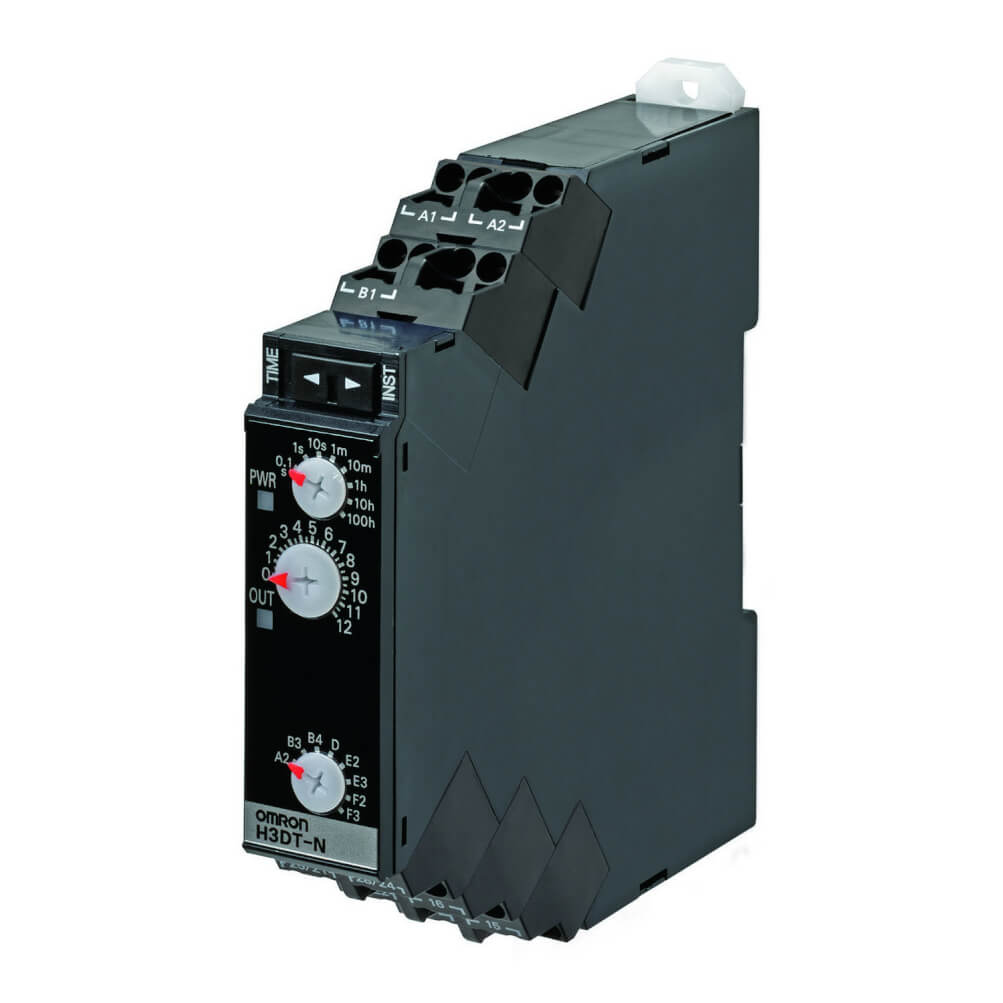 A1 A2
B1
TIME INST
0.1 s 1s 10s 1m 10m 1h 10h 100h
PWR
0 1 2 3 4 5 6 7 8 9 10 11 12
OUT
A2 B3 B4 D E2 E3 F2 F3
OMRON
H3DT-N
28/24
16